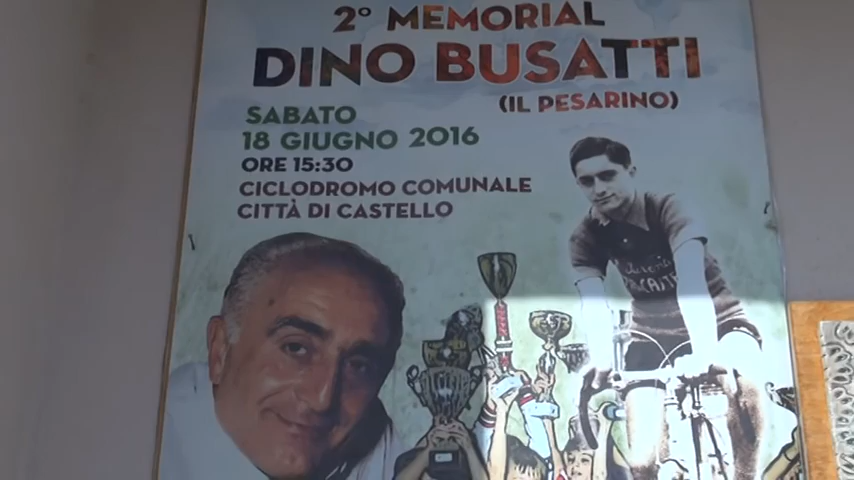 2° MEMORIAL
DINO BUSATTI
(IL PESARINO)
SABATO
18 GIUGNO 2016
ORE 15:30
CICLODROMO COMUNALE
CITTÀ DI CASTELLO